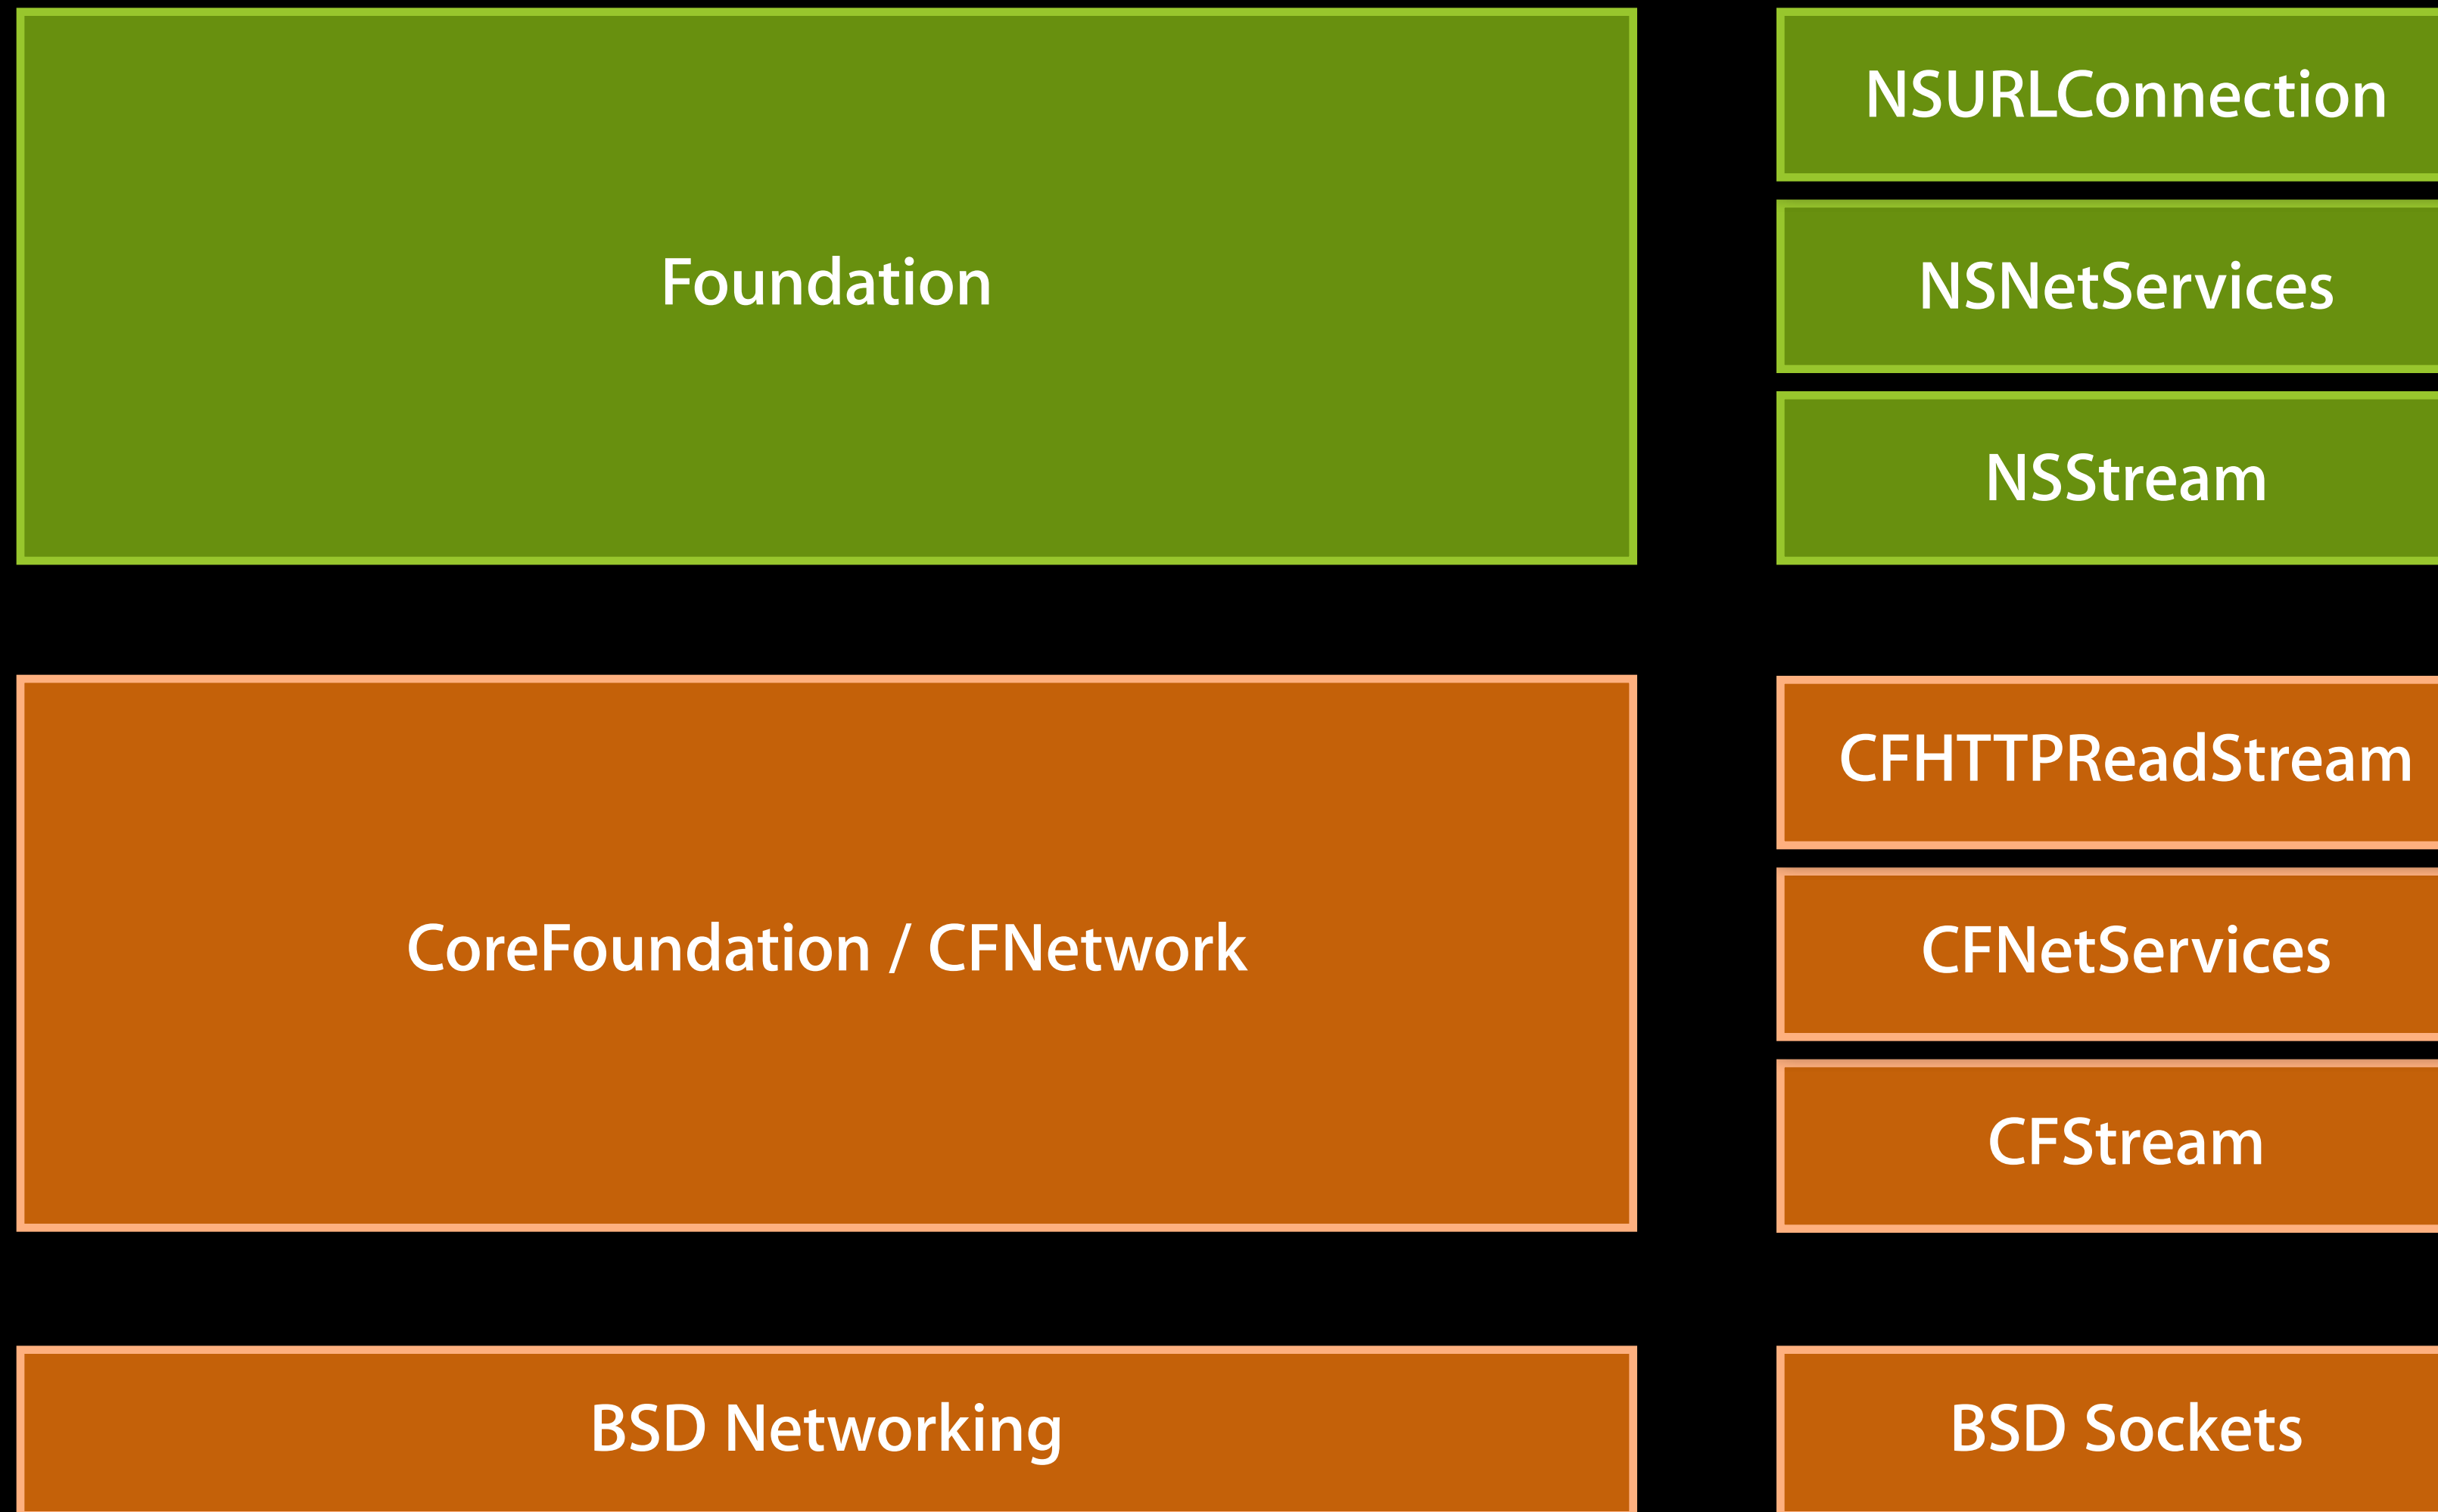 Foundation
NSURLConnection
NSNetServices
NSStream
CoreFoundation / CFNetwork
CFHTTPReadStream
CFNetServices
CFStream
BSD Networking
BSD Sockets